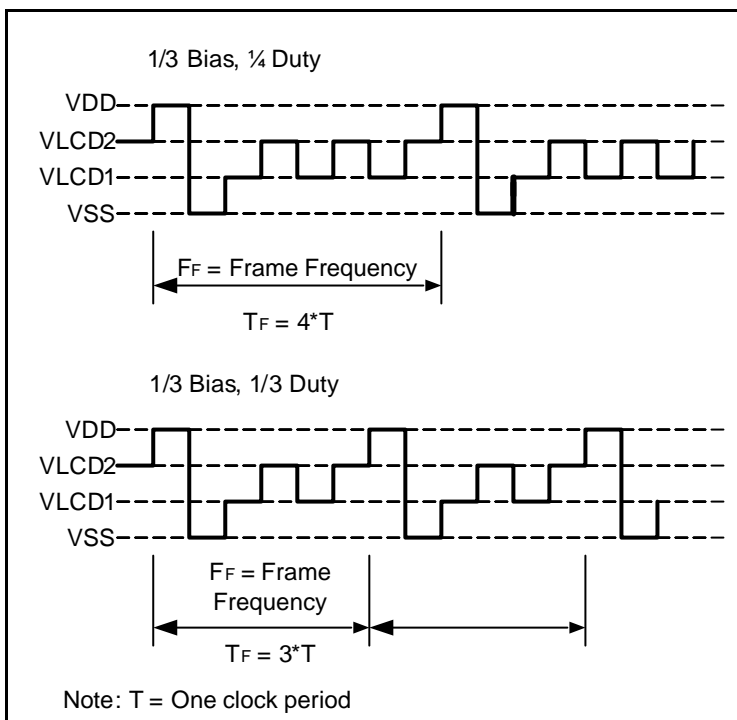 1/3 Bias, ¼ Duty
VDD
VLCD2
VLCD1
VSS
FF = Frame Frequency
TF = 4*T
1/3 Bias, 1/3 Duty
VDD
VLCD2
VLCD1
VSS
FF = Frame
Frequency
TF = 3*T
Note: T = One clock period